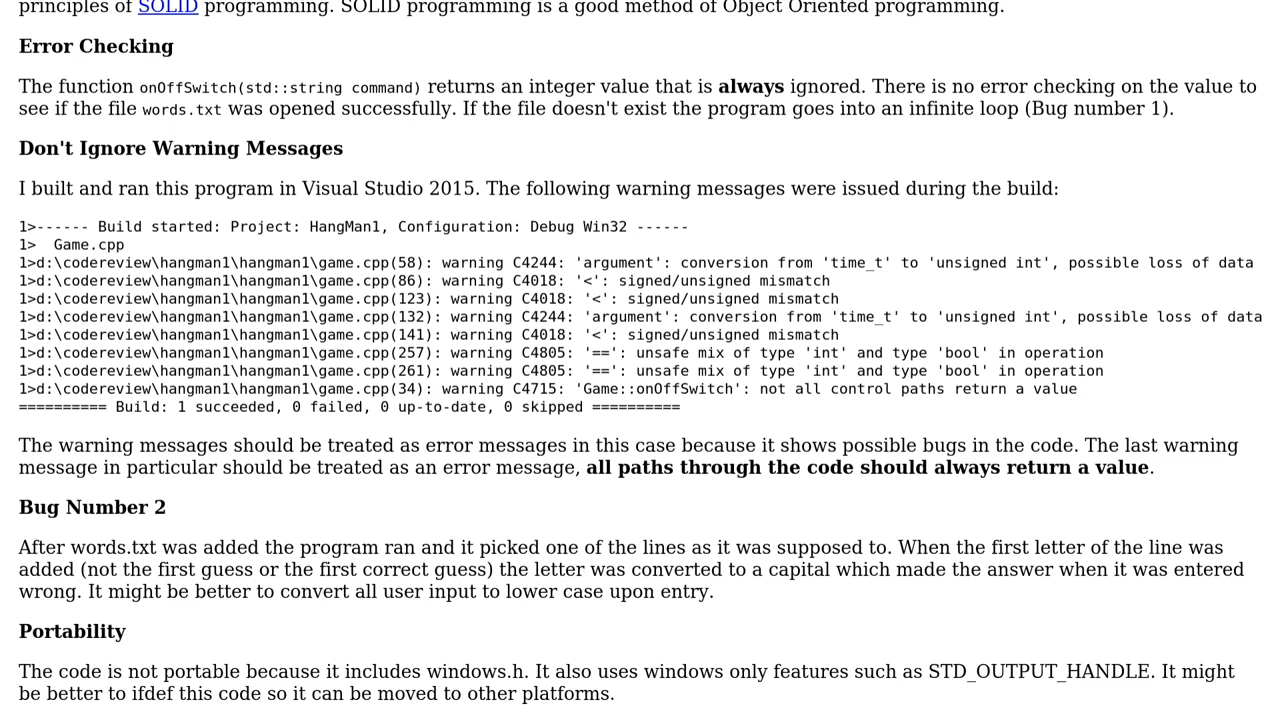 principles of SOLID programming. SOLID programming is a good method of Object Oriented programming.
Error Checking
The function onOffSwitch(std::string command) returns an integer value that is always ignored. There is no error checking on the value to
see if the file words.txt was opened successfully. If the file doesn't exist the program goes into an infinite loop (Bug number 1).
Don't Ignore Warning Messages
I built and ran this program in Visual Studio 2015. The following warning messages were issued during the build:
1>------ Build started: Project: HangMan1, Configuration: Debug Win32 ------
1>  Game.cpp
1>d:\codereview\hangman1\hangman1\game.cpp(58): warning C4244: 'argument': conversion from 'time_t' to 'unsigned int', possible loss of data
1>d:\codereview\hangman1\hangman1\game.cpp(86): warning C4018: '<': signed/unsigned mismatch
1>d:\codereview\hangman1\hangman1\game.cpp(123): warning C4018: '<': signed/unsigned mismatch
1>d:\codereview\hangman1\hangman1\game.cpp(132): warning C4244: 'argument': conversion from 'time_t' to 'unsigned int', possible loss of data
1>d:\codereview\hangman1\hangman1\game.cpp(141): warning C4018: '<': signed/unsigned mismatch
1>d:\codereview\hangman1\hangman1\game.cpp(257): warning C4805: '==': unsafe mix of type 'int' and type 'bool' in operation
1>d:\codereview\hangman1\hangman1\game.cpp(261): warning C4805: '==': unsafe mix of type 'int' and type 'bool' in operation
1>d:\codereview\hangman1\hangman1\game.cpp(34): warning C4715: 'Game::onOffSwitch': not all control paths return a value
========== Build: 1 succeeded, 0 failed, 0 up-to-date, 0 skipped ==========
The warning messages should be treated as error messages in this case because it shows possible bugs in the code. The last warning
message in particular should be treated as an error message, all paths through the code should always return a value.
Bug Number 2
After words.txt was added the program ran and it picked one of the lines as it was supposed to. When the first letter of the line was
added (not the first guess or the first correct guess) the letter was converted to a capital which made the answer when it was entered
wrong. It might be better to convert all user input to lower case upon entry.
Portability
The code is not portable because it includes windows.h. It also uses windows only features such as STD_OUTPUT_HANDLE. It might
be better to ifdef this code so it can be moved to other platforms.